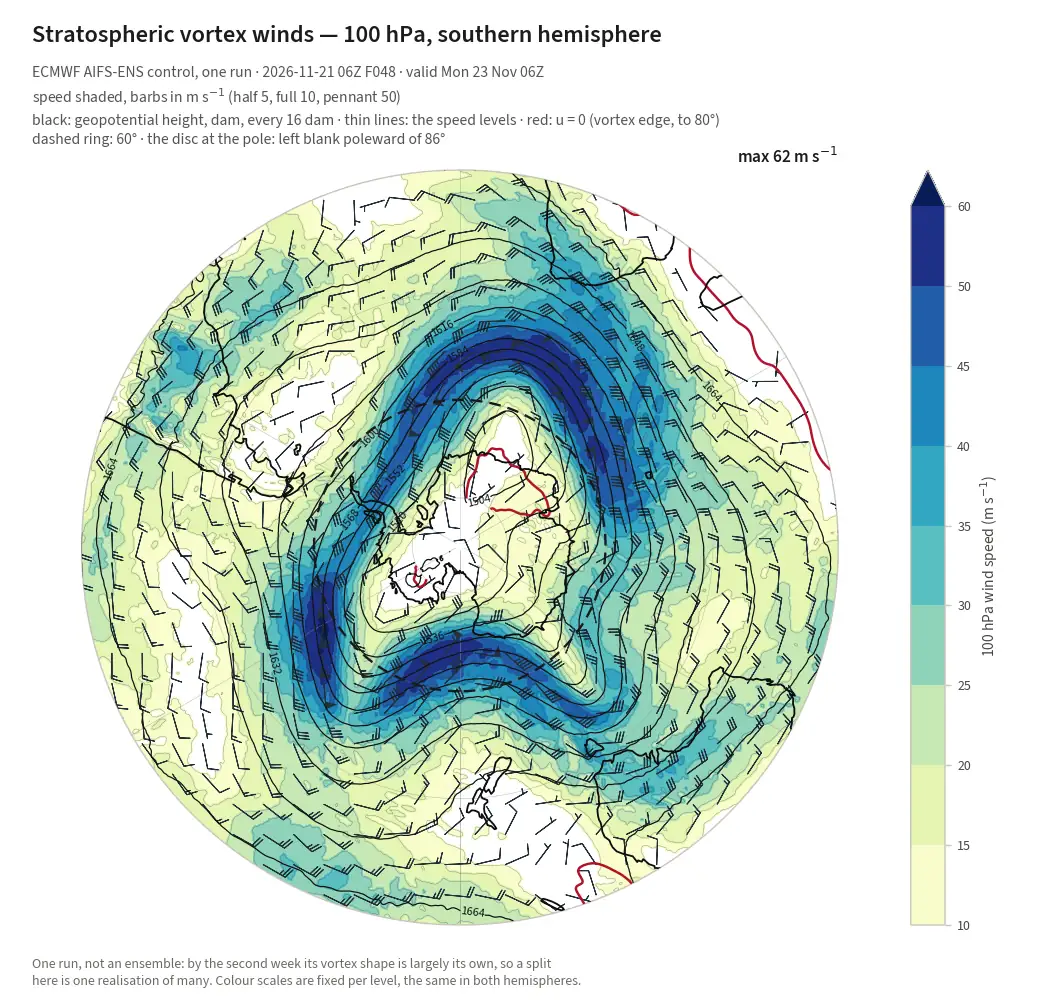 Stratospheric vortex winds — 100 hPa, southern hemisphere
ECMWF AIFS-ENS control, one run · 2026-11-21 06Z F048 · valid Mon 23 Nov 06Z
speed shaded, barbs in m s⁻¹ (half 5, full 10, pennant 50)
black: geopotential height, dam, every 16 dam · thin lines: the speed levels · red: u = 0 (vortex edge, to 80°)
dashed ring: 60° · the disc at the pole: left blank poleward of 86°
max 62 m s⁻¹
60
50
45
40
35
30
25
20
15
10
100 hPa wind speed (m s⁻¹)
1616
1584
1648
1664
1600
1552
1664
1504
1568
1536
1632
1664
One run, not an ensemble: by the second week its vortex shape is largely its own, so a split
here is one realisation of many. Colour scales are fixed per level, the same in both hemispheres.